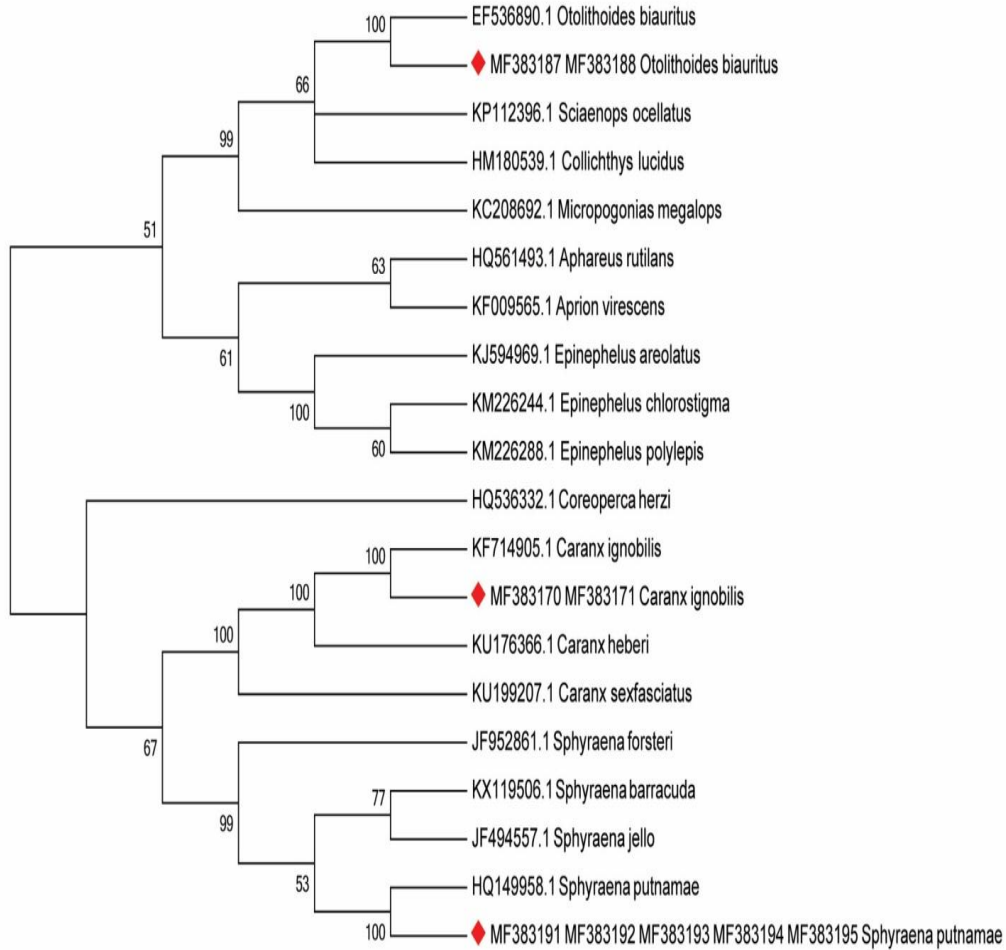 EF536890.1 Otolithoides biauritus
100
MF383187 MF383188 Otolithoides biauritus
66
KP112396.1 Sciaenops ocellatus
99
HM180539.1 Collichthys lucidus
KC208692.1 Micropogonias megalops
51
HQ561493.1 Aphareus rutilans
63
KF009565.1 Aprion virescens
61
KJ594969.1 Epinephelus areolatus
100
KM226244.1 Epinephelus chlorostigma
60
KM226288.1 Epinephelus polylepis
HQ536332.1 Coreoperca herzi
KF714905.1 Caranx ignobilis
100
MF383170 MF383171 Caranx ignobilis
100
KU176366.1 Caranx heberi
100
KU199207.1 Caranx sexfasciatus
67
JF952861.1 Sphyraena forsteri
KX119506.1 Sphyraena barracuda
77
99
JF494557.1 Sphyraena jello
53
HQ149958.1 Sphyraena putnamae
100
MF383191 MF383192 MF383193 MF383194 MF383195 Sphyraena putnamae